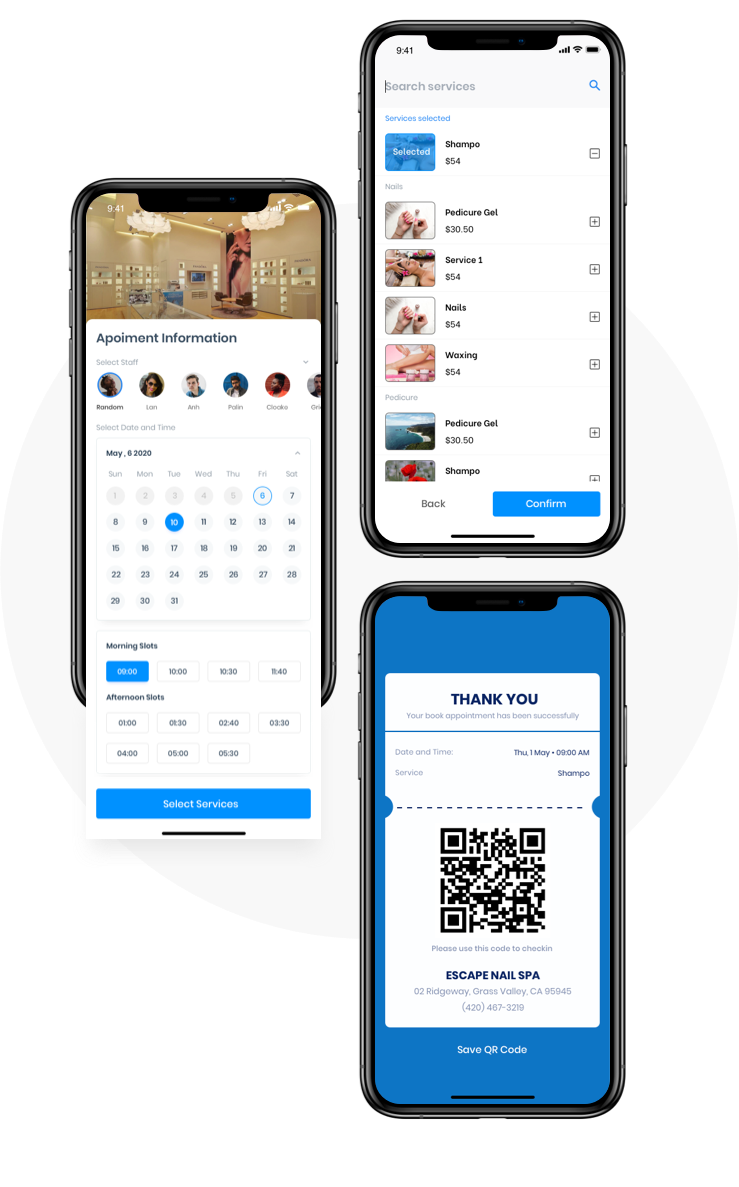 9:41
Apoiment Information
Select Staff
Random Lan Anh Palin Cloake
Select Date and Time
May , 6 2020
Sun Mon Tue Wed Thu Fri Sat
1 2 3 4 5 6 7
8 9 10 11 12 13 14
15 16 17 18 19 20 21
22 23 24 25 26 27 28
29 30 31
Morning Slots
09:00 10:00 10:30 11:40
Afternoon Slots
01:00 01:30 02:40 03:30
04:00 05:00 05:30
Select Services
9:41
Search services
Services selected
Selected
Shampo
$54
Nails
Pedicure Gel
$30.50
Service 1
$54
Nails
$54
Waxing
$54
Pedicure
Pedicure Gel
$30.50
Shampo
Back Confirm
THANK YOU
Your book appointment has been successfully
Date and Time: Thu, 1 May • 09:00 AM
Service Shampo
Please use this code to checkin
ESCAPE NAIL SPA
02 Ridgeway, Grass Valley, CA 95945
(420) 467-3219
Save QR Code